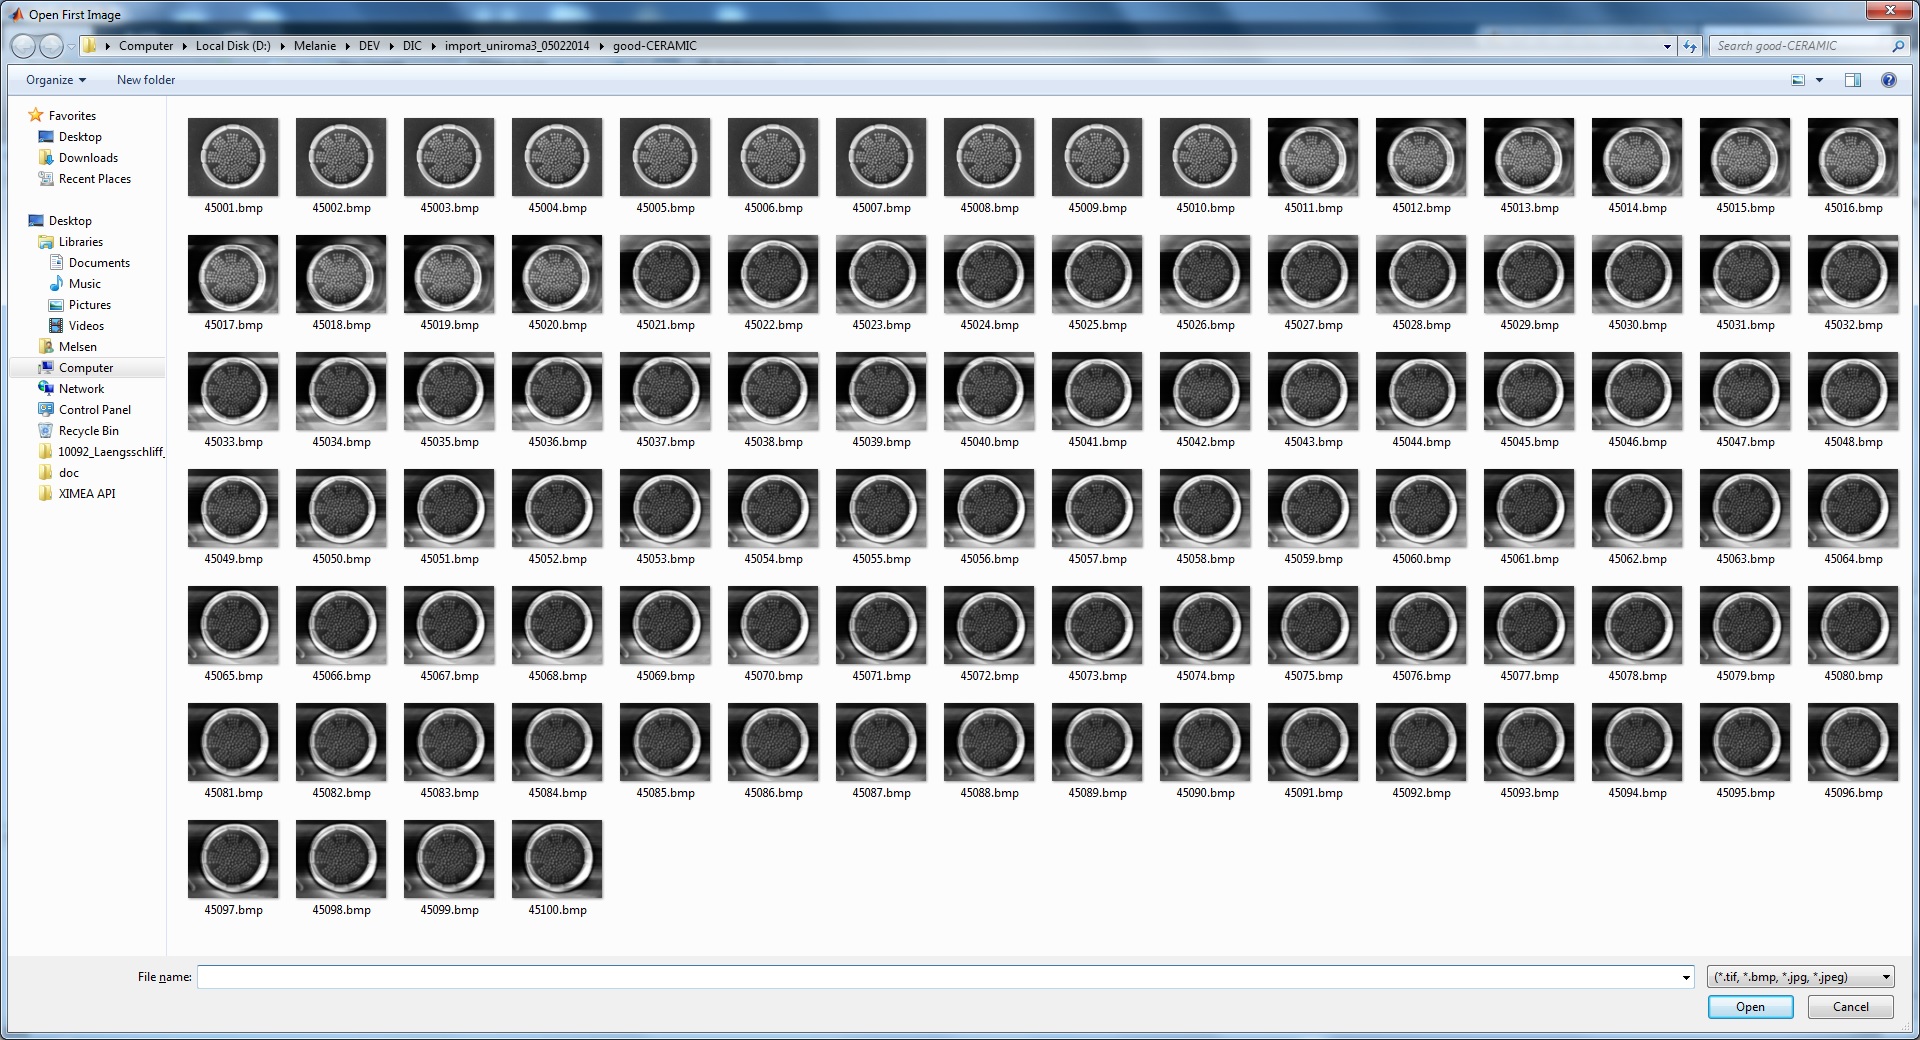 Open First Image
Computer Local Disk (D:) Melanie DEV DIC import_uniroma3_05022014 good-CERAMIC Search good-CERAMIC
Organize New folder
Favorites
Desktop
Downloads
Recent Places
Desktop
Libraries
Documents
Music
Pictures
Videos
Melsen
Computer
Network
Control Panel
Recycle Bin
10092_Laengsschliff_
doc
XIMEA API
45001.bmp 45002.bmp 45003.bmp 45004.bmp 45005.bmp 45006.bmp 45007.bmp 45008.bmp 45009.bmp 45010.bmp 45011.bmp 45012.bmp 45013.bmp 45014.bmp 45015.bmp 45016.bmp
45017.bmp 45018.bmp 45019.bmp 45020.bmp 45021.bmp 45022.bmp 45023.bmp 45024.bmp 45025.bmp 45026.bmp 45027.bmp 45028.bmp 45029.bmp 45030.bmp 45031.bmp 45032.bmp
45033.bmp 45034.bmp 45035.bmp 45036.bmp 45037.bmp 45038.bmp 45039.bmp 45040.bmp 45041.bmp 45042.bmp 45043.bmp 45044.bmp 45045.bmp 45046.bmp 45047.bmp 45048.bmp
45049.bmp 45050.bmp 45051.bmp 45052.bmp 45053.bmp 45054.bmp 45055.bmp 45056.bmp 45057.bmp 45058.bmp 45059.bmp 45060.bmp 45061.bmp 45062.bmp 45063.bmp 45064.bmp
45065.bmp 45066.bmp 45067.bmp 45068.bmp 45069.bmp 45070.bmp 45071.bmp 45072.bmp 45073.bmp 45074.bmp 45075.bmp 45076.bmp 45077.bmp 45078.bmp 45079.bmp 45080.bmp
45081.bmp 45082.bmp 45083.bmp 45084.bmp 45085.bmp 45086.bmp 45087.bmp 45088.bmp 45089.bmp 45090.bmp 45091.bmp 45092.bmp 45093.bmp 45094.bmp 45095.bmp 45096.bmp
45097.bmp 45098.bmp 45099.bmp 45100.bmp
File name: (*.tif, *.bmp, *.jpg, *.jpeg)
Open Cancel